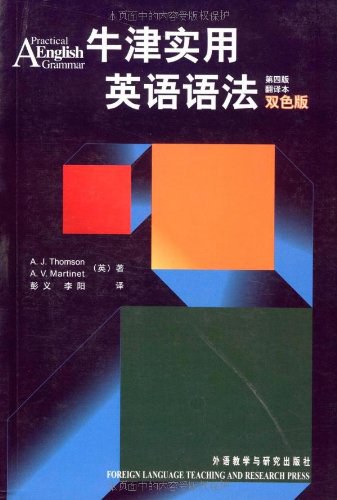 本页面中的内容受版权保护
A Practical
English
Grammar
牛津实用
英语语法
第四版
翻译本
双色版
A. J. Thomson
A. V. Martinet
(英) 著
彭义 李阳 译
外语教学与研究出版社
FOREIGN LANGUAGE TEACHING AND RESEARCH PRESS
本页面中的内容受版权保护